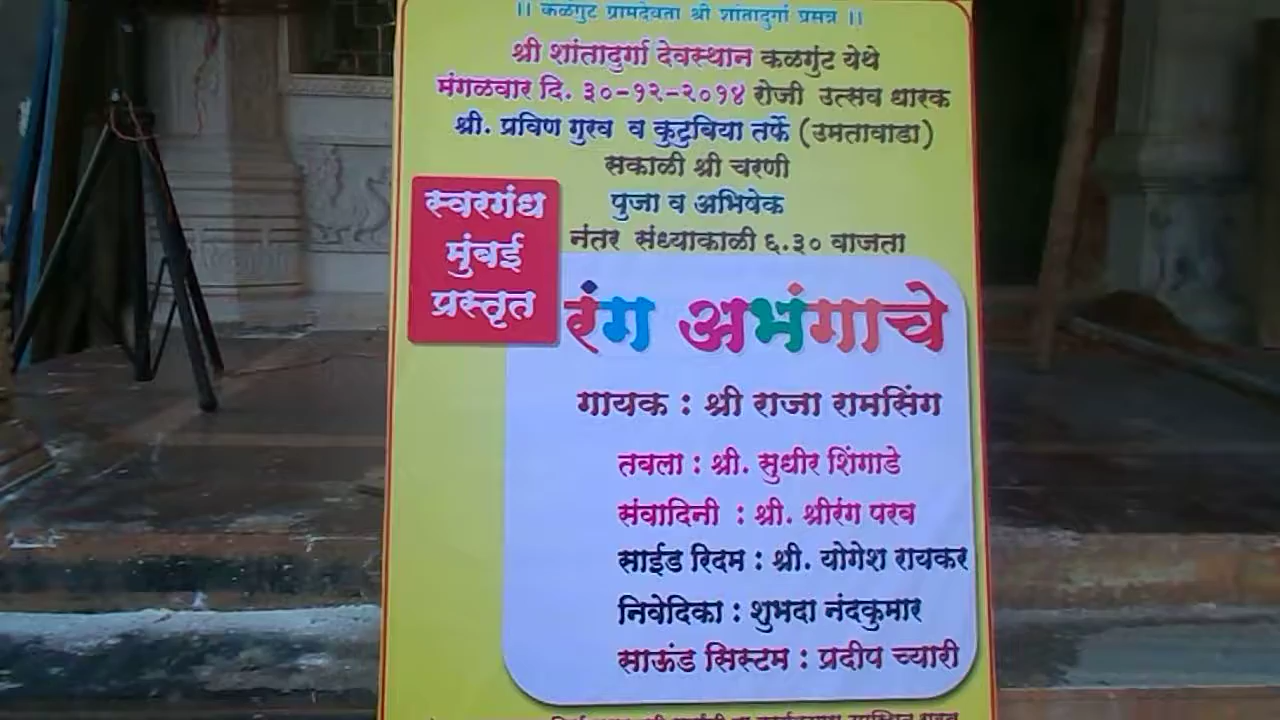 ।। कळंगुट ग्रामदेवता श्री शांतादुर्गा प्रसन्न ।।
श्री शांतादुर्गा देवस्थान कळगुंट येथे
मंगळवार दि. ३०-१२-२०१४ रोजी उत्सव धारक
श्री. प्रविण गुरव व कुटुबिया तर्फे (उमतावाडा)
सकाळी श्री चरणी
पुजा व अभिषेक
नंतर संध्याकाळी ६.३० वाजता
स्वरगंध
मुंबई
प्रस्तृत
रंग अभंगाचे
गायक : श्री राजा रामसिंग
तबला : श्री. सुधीर शिंगाडे
संवादिनी : श्री. श्रीरंग परब
साईड रिदम : श्री. योगेश रायकर
निवेदिका : शुभदा नंदकुमार
साऊंड सिस्टम : प्रदीप च्यारी